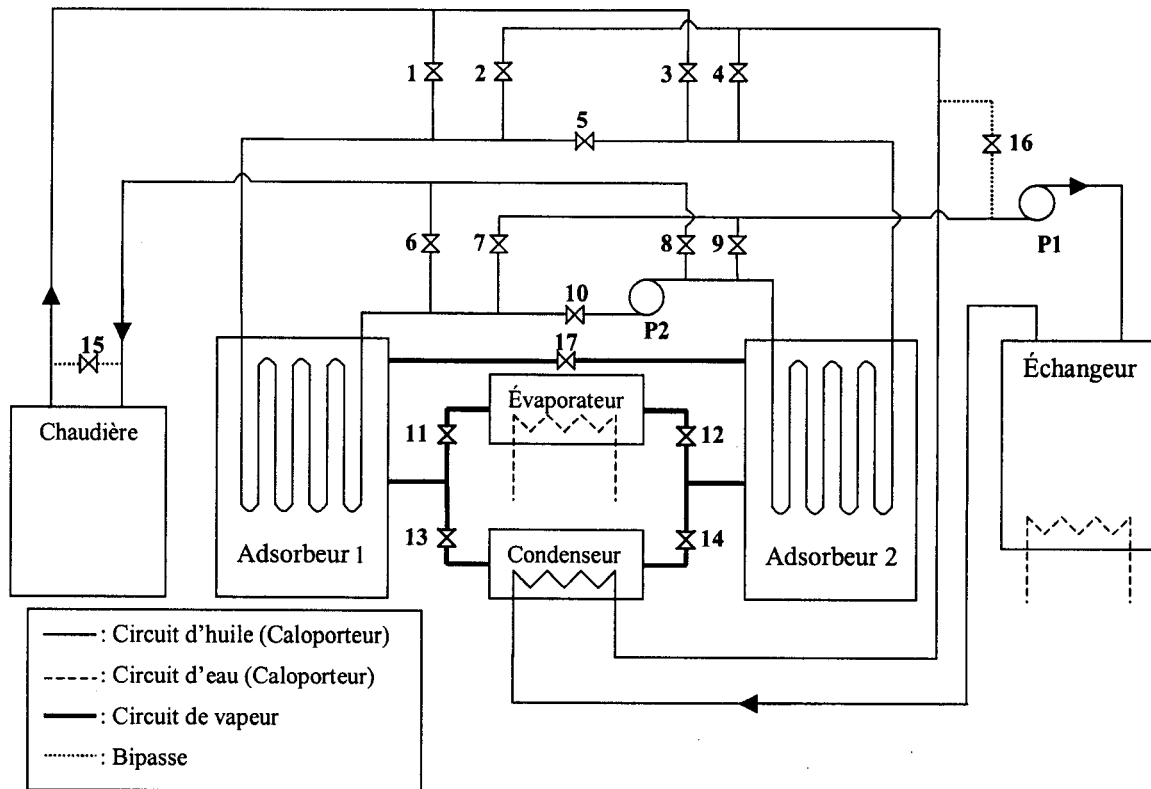 1
2
3
4
5
16
6
7
8
9
P1
10
P2
15
17
Échangeur
Évaporateur
Chaudière
11
12
13
14
Condenseur
Adsorbeur 1
Adsorbeur 2
: Circuit d'huile (Caloporteur)
: Circuit d'eau (Caloporteur)
: Circuit de vapeur
: Bipasse